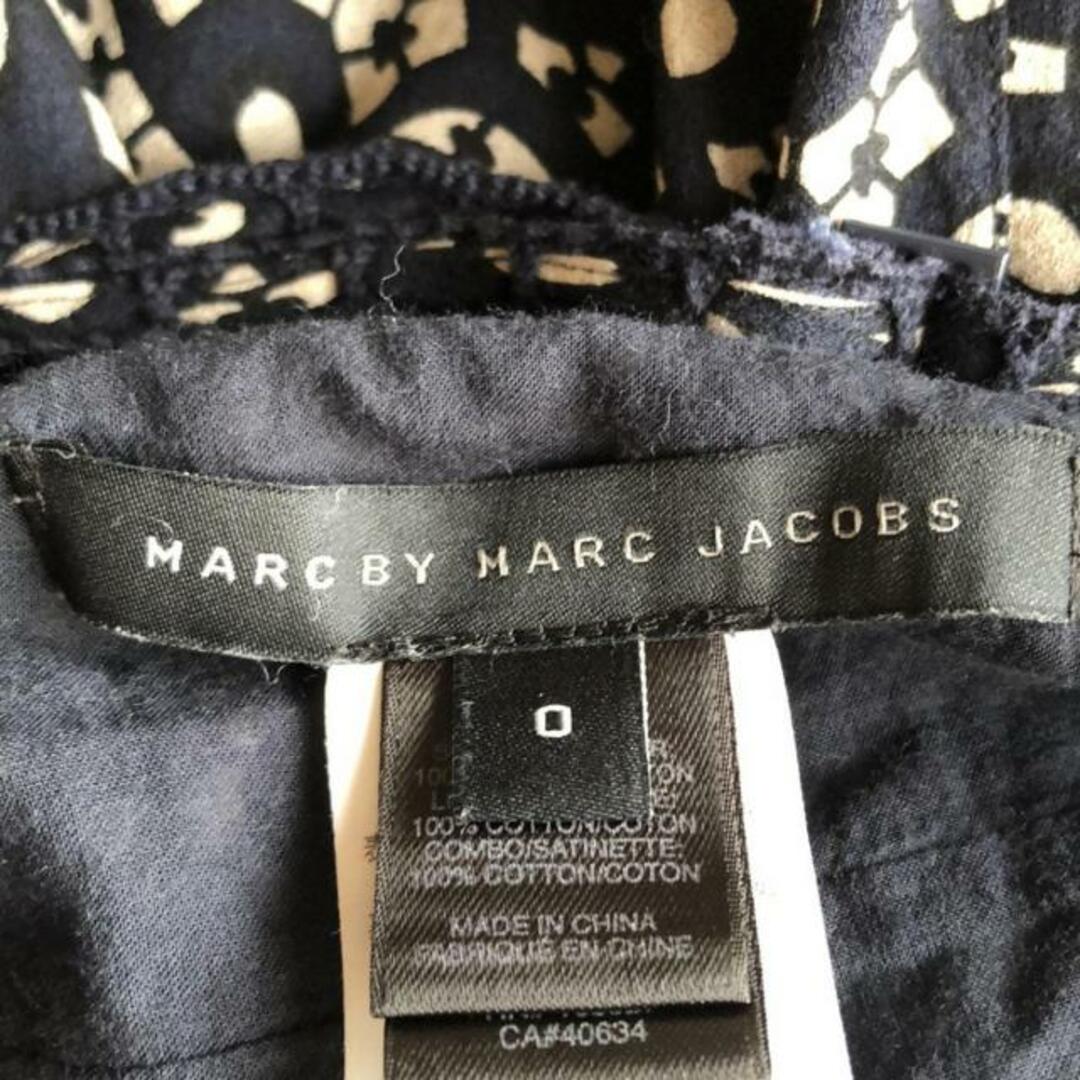 MARC BY MARC JACOBS
0
100% COTTON/COTON
COMBO/SATINETTE:
100% COTTON/COTON
MADE IN CHINA
FABRIQUE EN CHINE
CA#40634